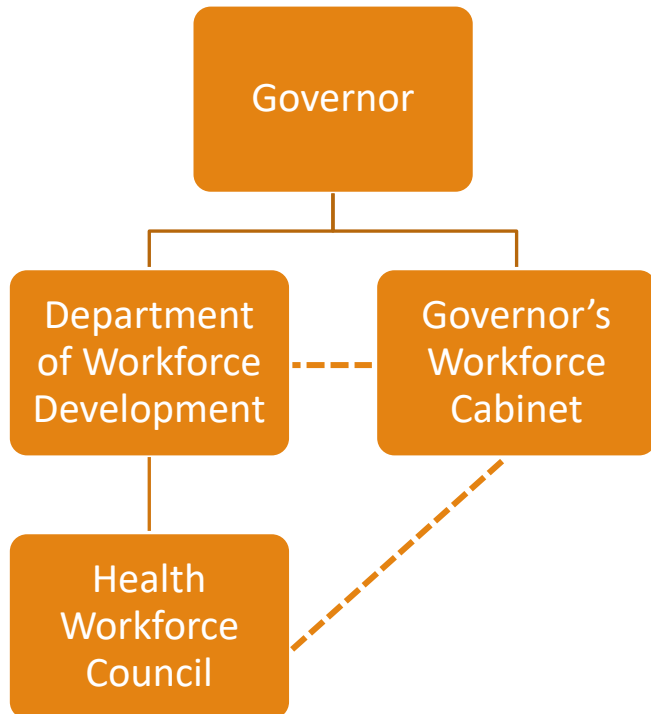 Governor
Department
of Workforce
Development
Governor’s
Workforce
Cabinet
Health
Workforce
Council